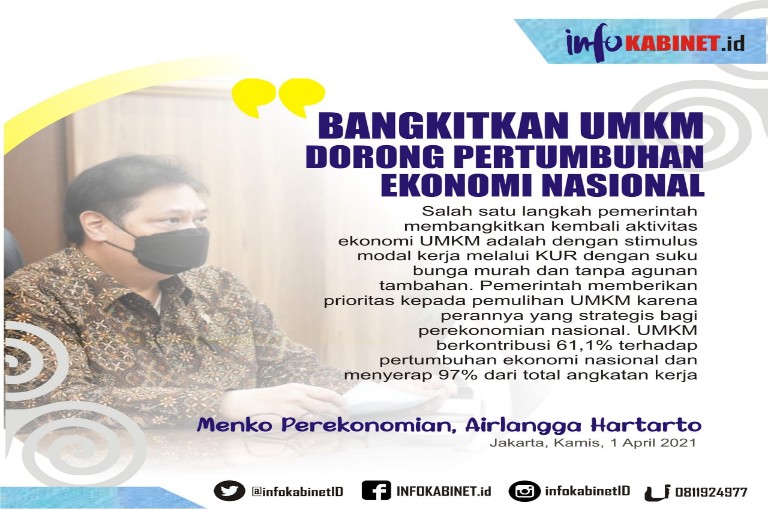 info KABINET.id
BANGKITKAN UMKM
DORONG PERTUMBUHAN
EKONOMI NASIONAL
Salah satu langkah pemerintah
membangkitkan kembali aktivitas
ekonomi UMKM adalah dengan stimulus
modal kerja melalui KUR dengan suku
bunga murah dan tanpa agunan
tambahan. Pemerintah memberikan
prioritas kepada pemulihan UMKM karena
perannya yang strategis bagi
perekonomian nasional. UMKM
berkontribusi 61,1% terhadap
pertumbuhan ekonomi nasional dan
menyerap 97% dari total angkatan kerja
Menko Perekonomian, Airlangga Hartarto
Jakarta, Kamis, 1 April 2021
@infokabinetID INFOKABINET.id infokabinetID 0811924977